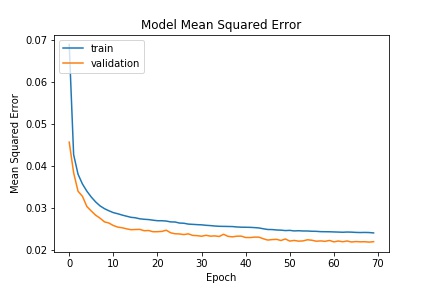 Model Mean Squared Error
train
validation
Mean Squared Error
0.07
0.06
0.05
0.04
0.03
0.02
0 10 20 30 40 50 60 70
Epoch